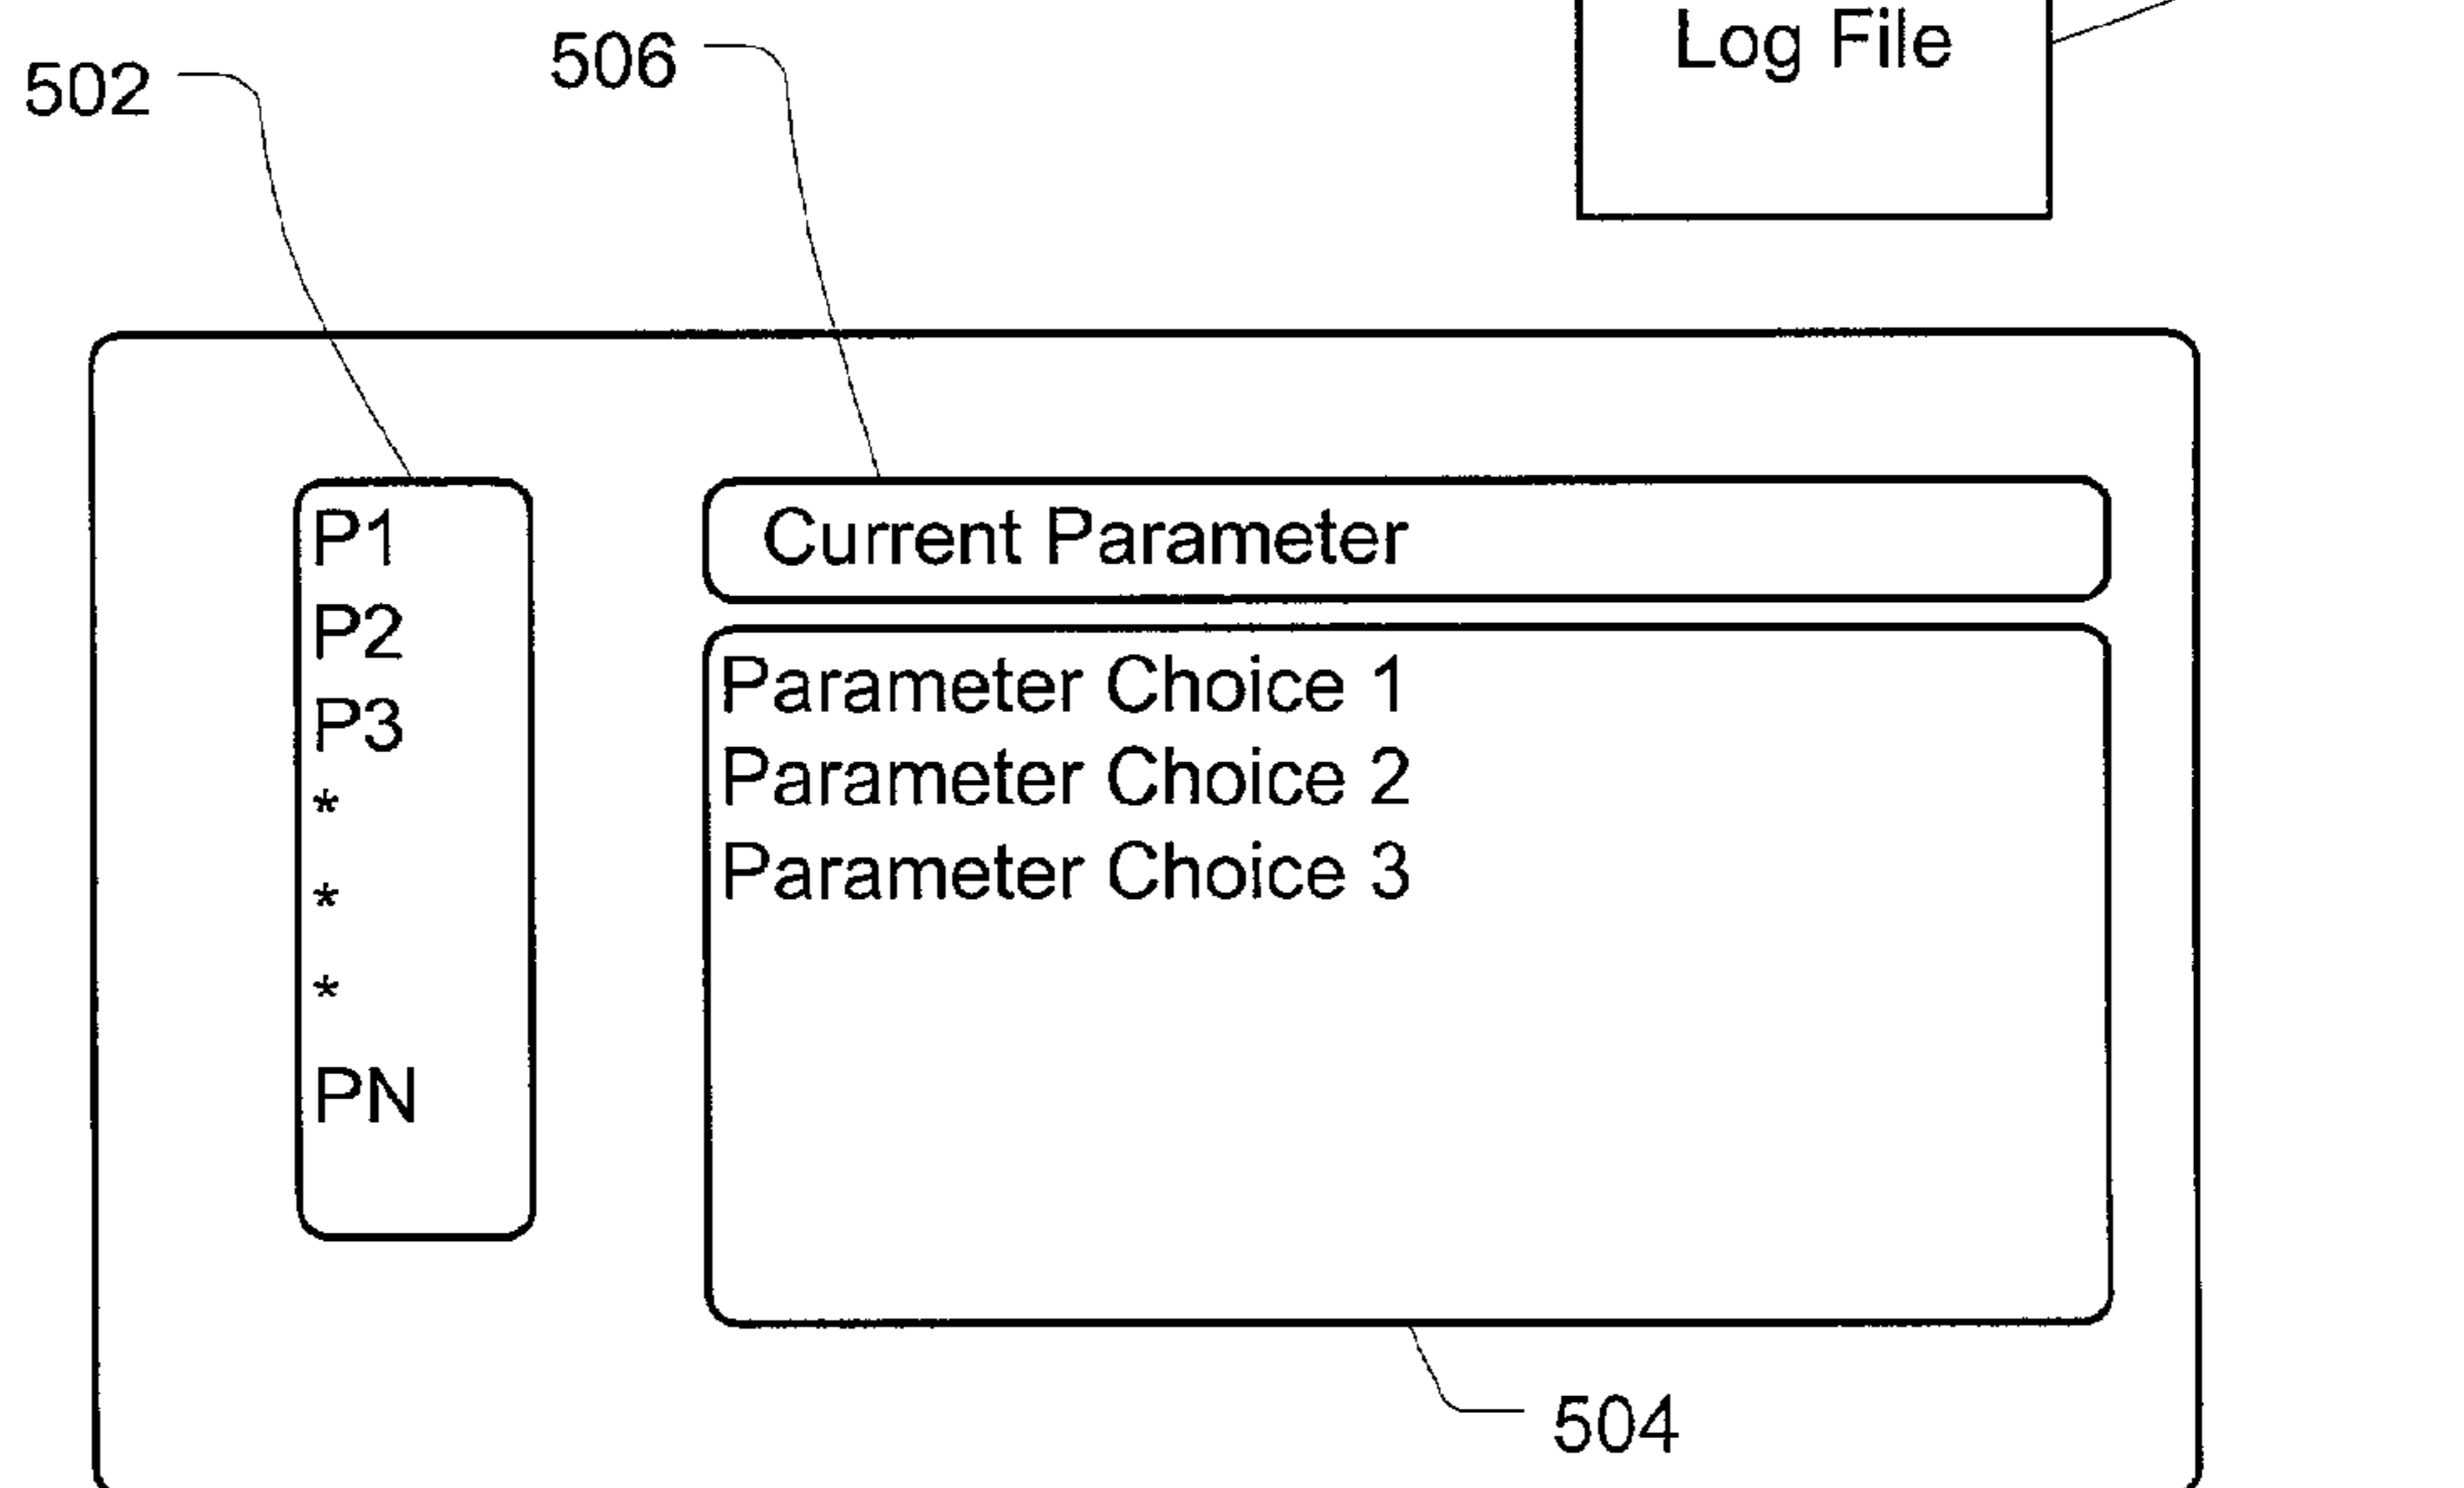 Log File
502
506
P1
P2
P3
*
*
*
PN
Current Parameter
Parameter Choice 1
Parameter Choice 2
Parameter Choice 3
504